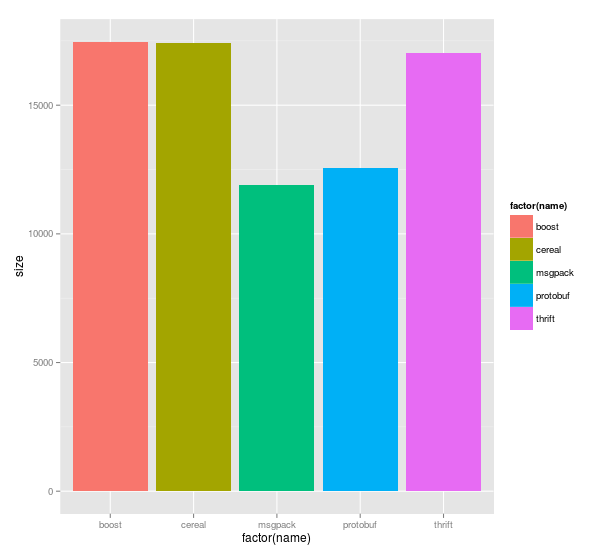 size
15000
10000
5000
0
boost cereal msgpack protobuf thrift
factor(name)
factor(name)
boost
cereal
msgpack
protobuf
thrift